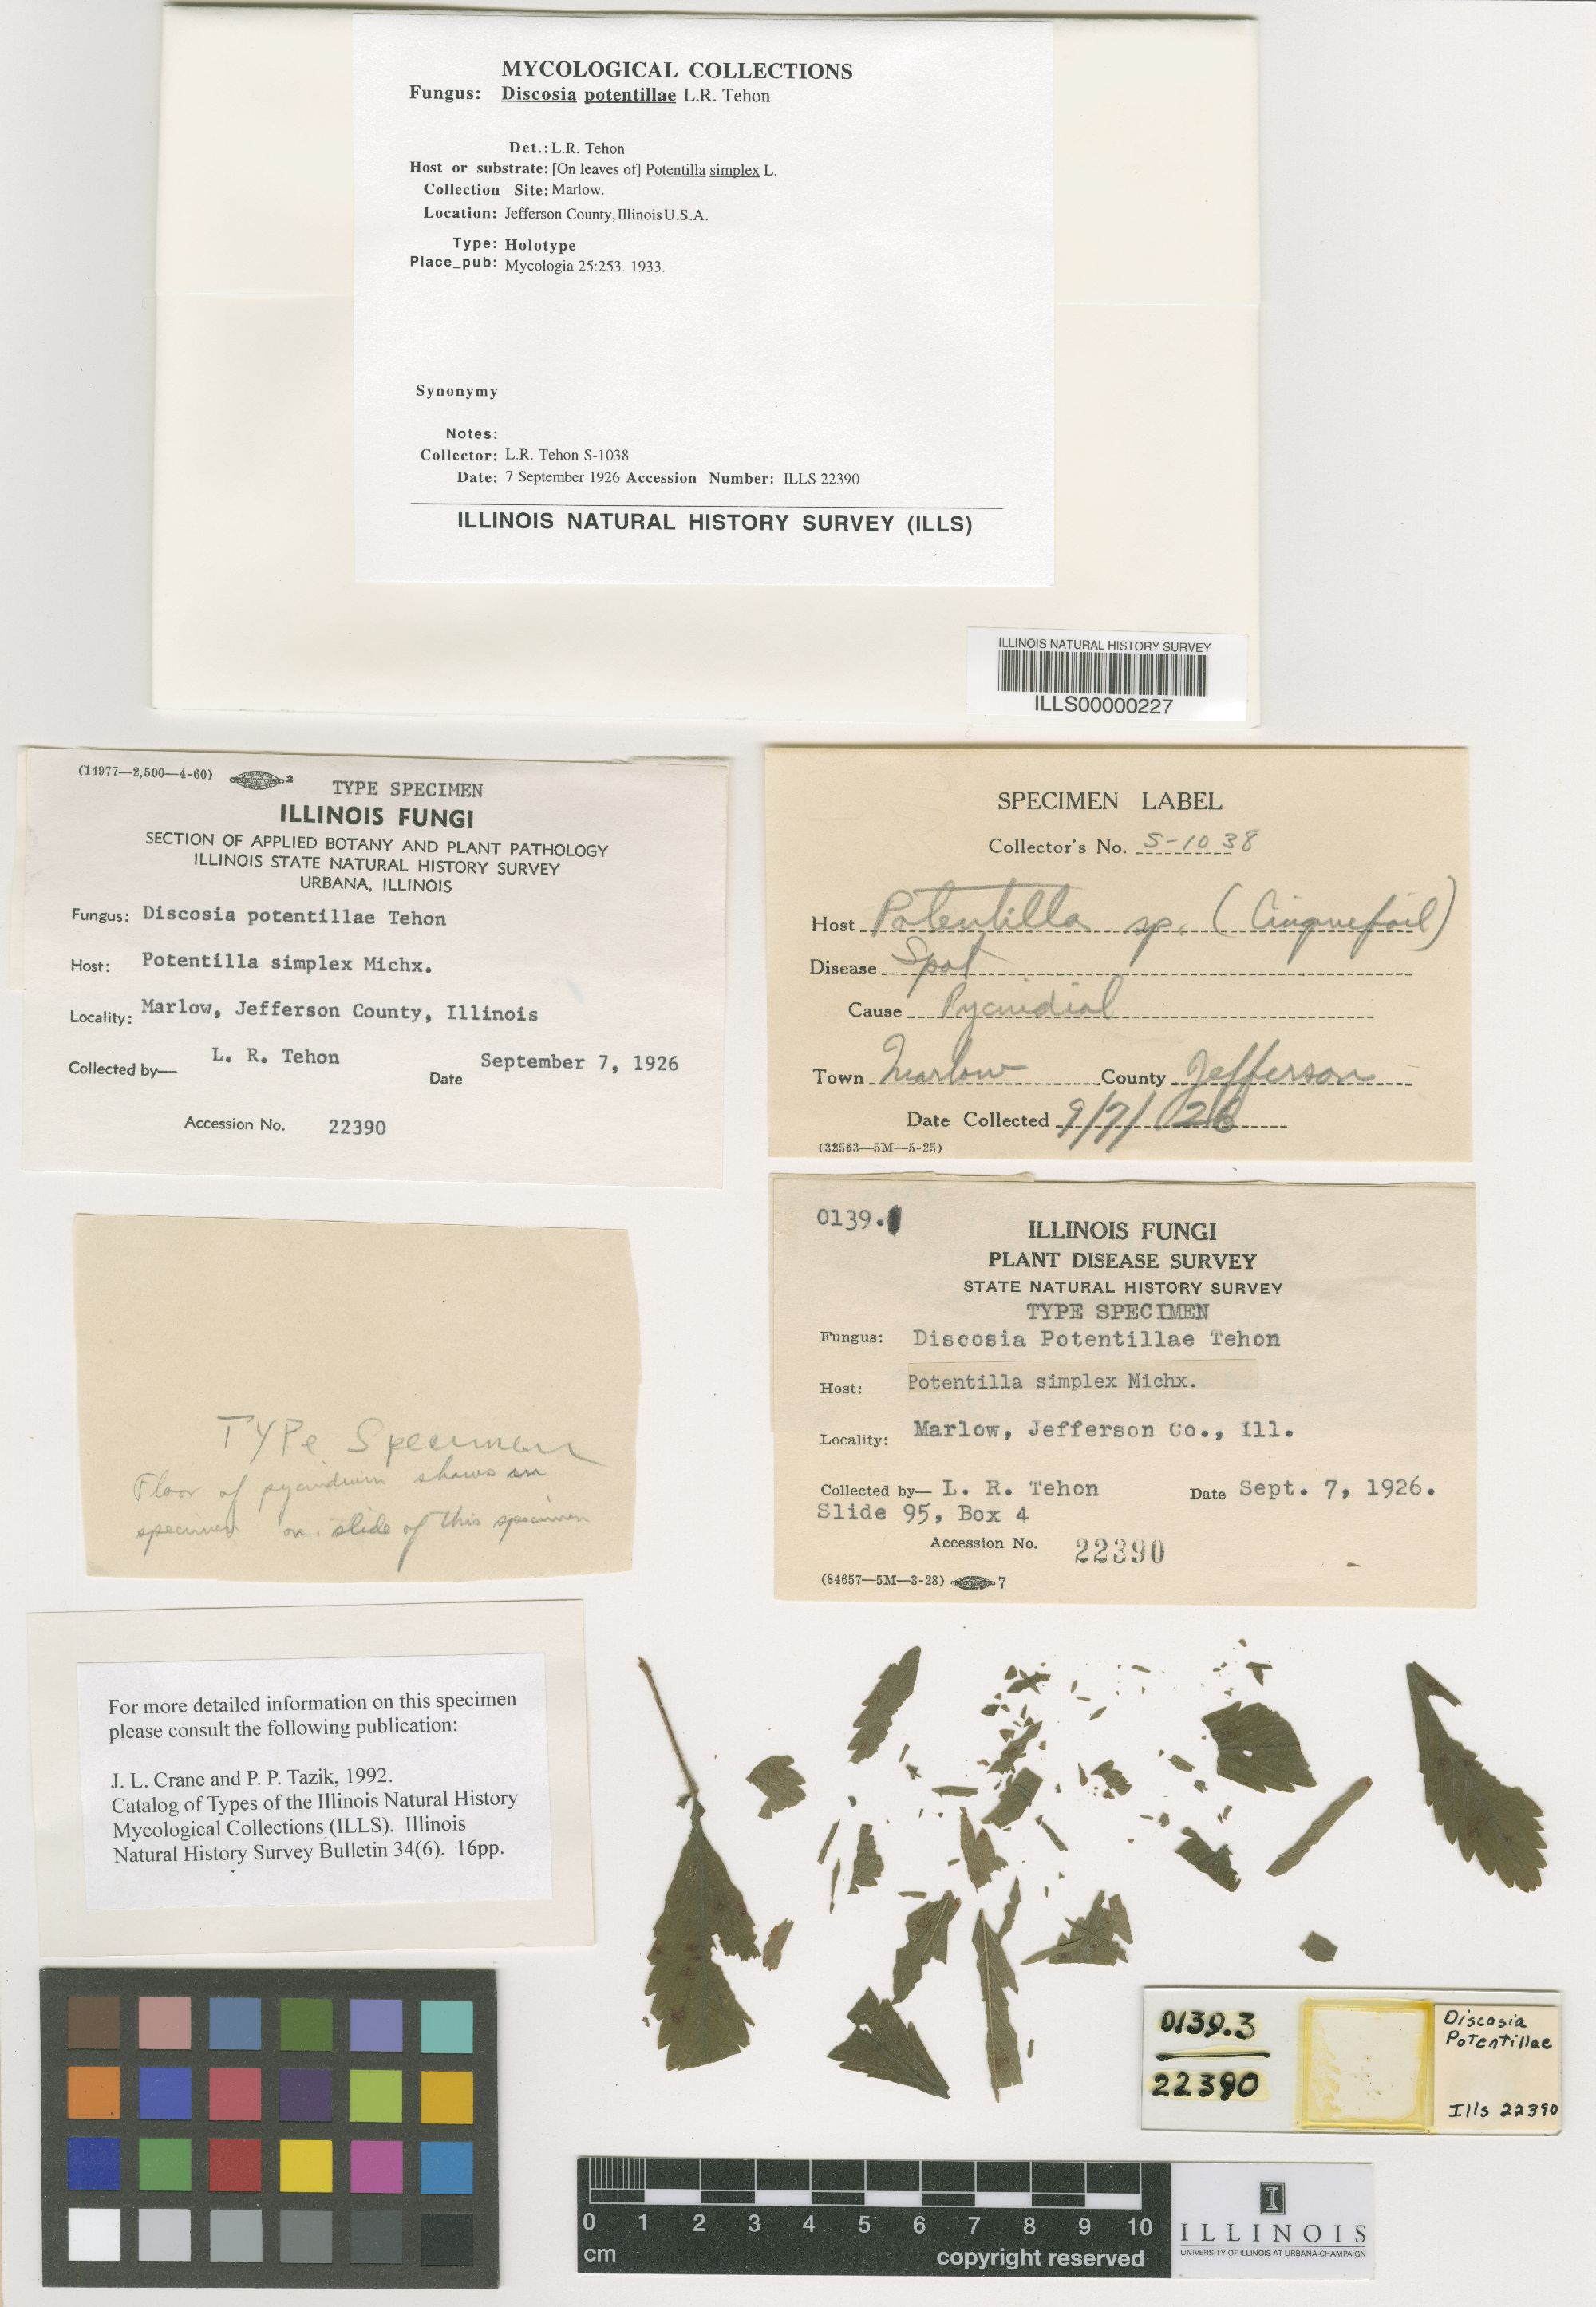 MYCOLOGICAL COLLECTIONS
Fungus: Discosia potentillae L.R. Tehon
Det.: L.R. Tehon
Host or substrate: [On leaves of] Potentilla simplex L.
Collection Site: Marlow.
Location: Jefferson County, Illinois U.S.A.
Type: Holotype
Place_pub: Mycologia 25:253. 1933.
Synonymy
Notes:
Collector: L.R. Tehon S-1038
Date: 7 September 1926 Accession Number: ILLS 22390
ILLINOIS NATURAL HISTORY SURVEY (ILLS)
ILLINOIS NATURAL HISTORY SURVEY
ILLS00000227
(14977—2,500—4-60) 2
TYPE SPECIMEN
ILLINOIS FUNGI
SECTION OF APPLIED BOTANY AND PLANT PATHOLOGY
ILLINOIS STATE NATURAL HISTORY SURVEY
URBANA, ILLINOIS
Fungus: Discosia potentillae Tehon
Host: Potentilla simplex Michx.
Locality: Marlow, Jefferson County, Illinois
Collected by— L. R. Tehon Date September 7, 1926
Accession No. 22390
SPECIMEN LABEL
Collector's No. S-1038
Host Potentilla sp. (Cinquefoil)
Disease Spot
Cause Pycnidial
Town Marlow County Jefferson
Date Collected 9/7/26
(32563—5M—5-25)
TYPe Specimen
Floor of pycnidium shows in
specimen on slide of this specimen
0139.
ILLINOIS FUNGI
PLANT DISEASE SURVEY
STATE NATURAL HISTORY SURVEY
TYPE SPECIMEN
Fungus: Discosia Potentillae Tehon
Host: Potentilla simplex Michx.
Locality: Marlow, Jefferson Co., Ill.
Collected by— L. R. Tehon Date Sept. 7, 1926.
Slide 95, Box 4
Accession No. 22390
(84657—5M—3-28) 7
For more detailed information on this specimen
please consult the following publication:
J. L. Crane and P. P. Tazik, 1992.
Catalog of Types of the Illinois Natural History
Mycological Collections (ILLS). Illinois
Natural History Survey Bulletin 34(6). 16pp.
0139.3
22390
Discosia
Potentillae
Ills 22390
0 1 2 3 4 5 6 7 8 9 10
cm
copyright reserved
I
ILLINOIS
UNIVERSITY OF ILLINOIS AT URBANA-CHAMPAIGN